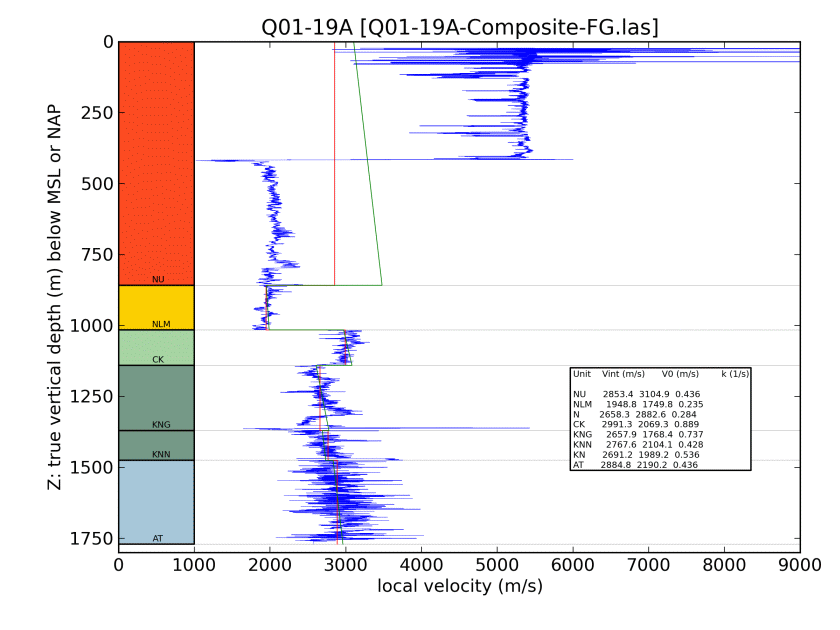 Q01-19A [Q01-19A-Composite-FG.las]
Z: true vertical depth (m) below MSL or NAP
0
250
500
750
1000
1250
1500
1750
NU
NLM
CK
KNG
KNN
AT
Unit Vint (m/s) V0 (m/s) k (1/s)
NU 2853.4 3104.9 0.436
NLM 1948.8 1749.8 0.235
N 2658.3 2882.6 0.284
CK 2991.3 2069.3 0.889
KNG 2657.9 1768.4 0.737
KNN 2767.6 2104.1 0.428
KN 2691.2 1989.2 0.536
AT 2884.8 2190.2 0.436
0 1000 2000 3000 4000 5000 6000 7000 8000 9000
local velocity (m/s)